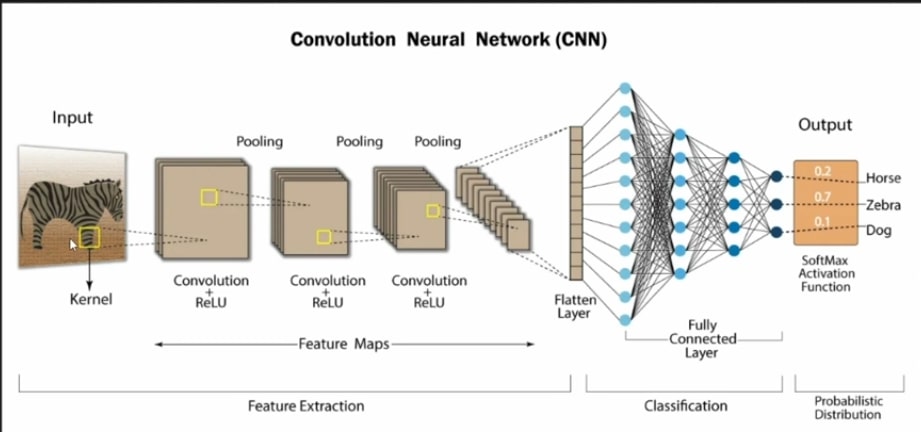 Convolution Neural Network (CNN)
Input
Output
Pooling
Pooling
Pooling
Kernel
Convolution
+
ReLU
Convolution
+
ReLU
Convolution
+
ReLU
Flatten
Layer
0.2
Horse
0.7
Zebra
0.1
Dog
SoftMax
Activation
Function
Fully
Connected
Layer
Feature Maps
Feature Extraction
Classification
Probabilistic
Distribution